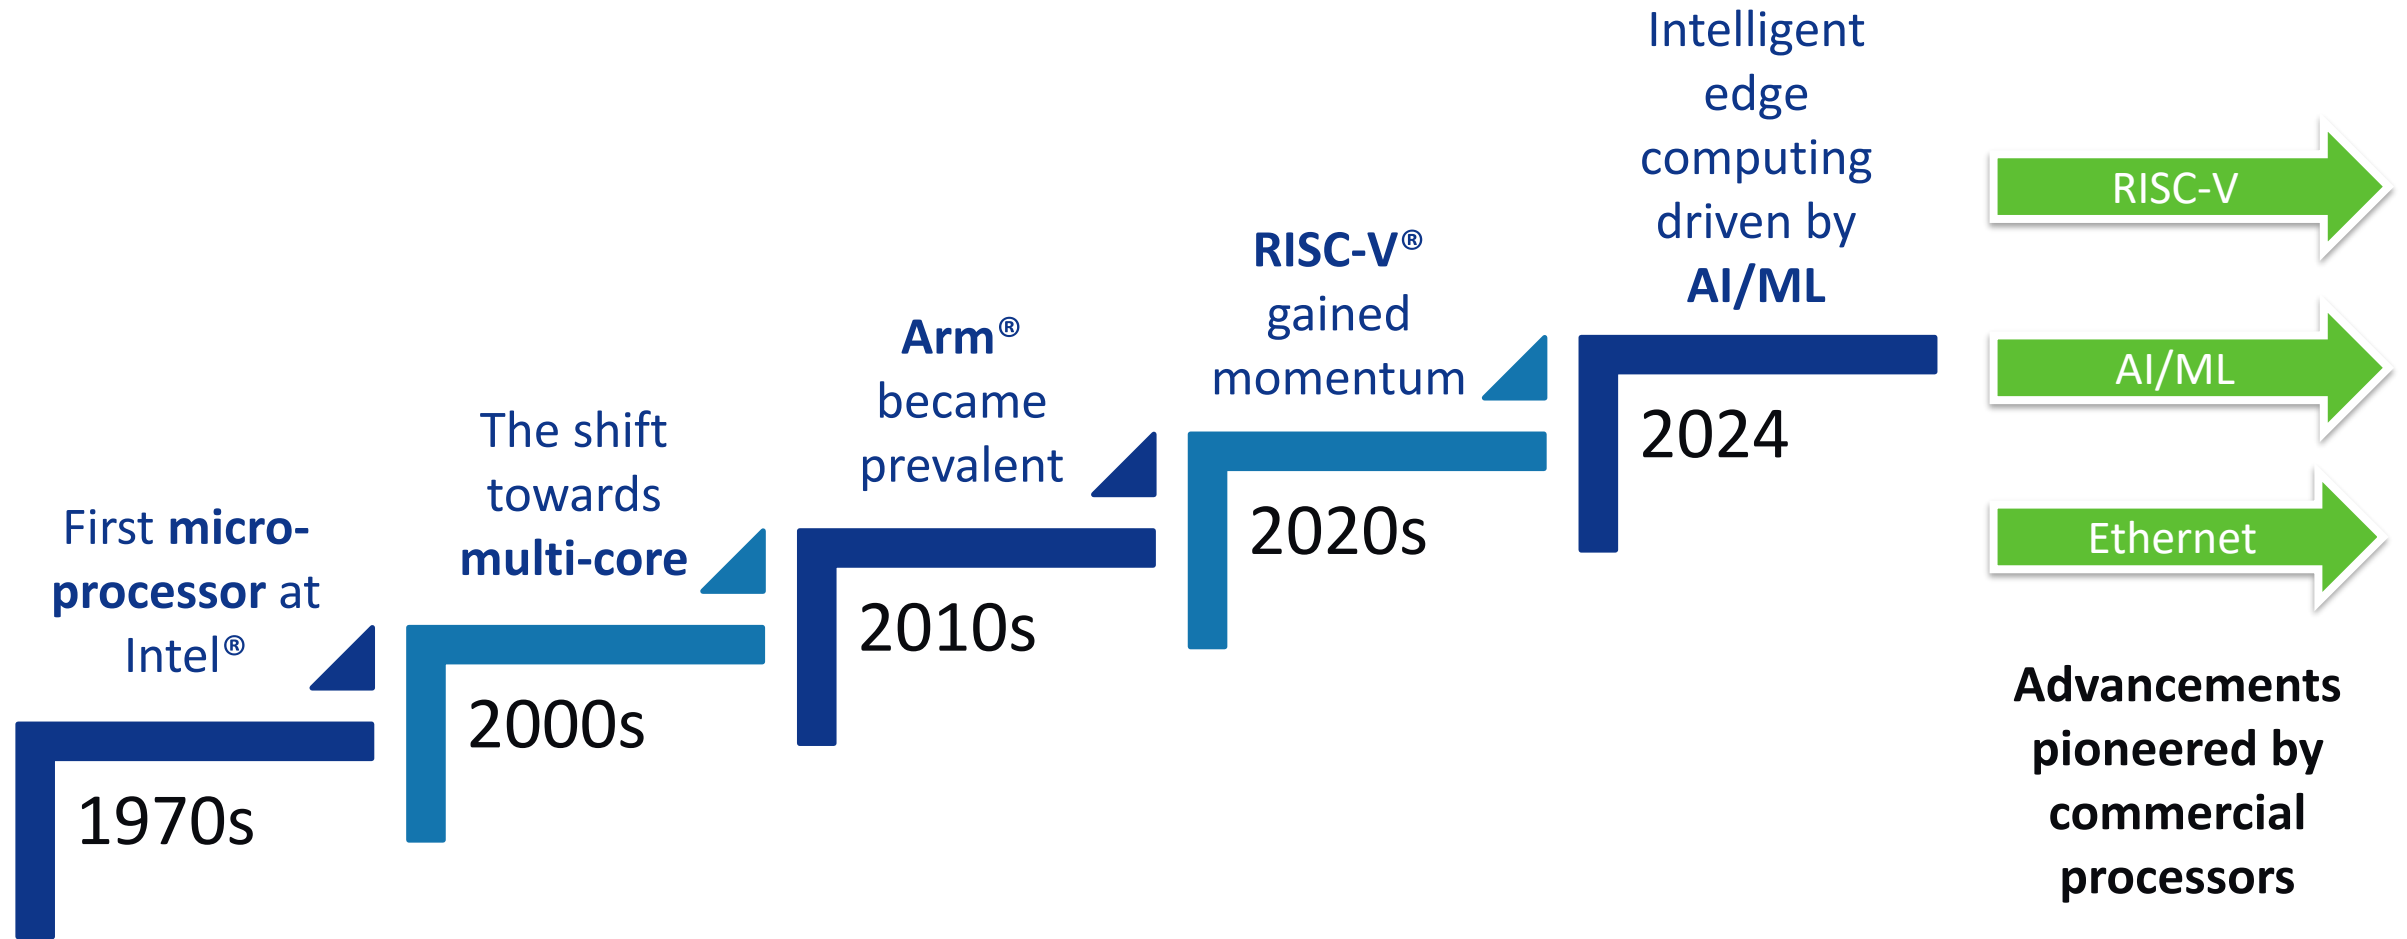 First micro-
processor at
Intel®
1970s
The shift
towards
multi-core
2000s
Arm®
became
prevalent
2010s
RISC-V®
gained
momentum
2020s
Intelligent
edge
computing
driven by
AI/ML
2024
RISC-V
AI/ML
Ethernet
Advancements
pioneered by
commercial
processors